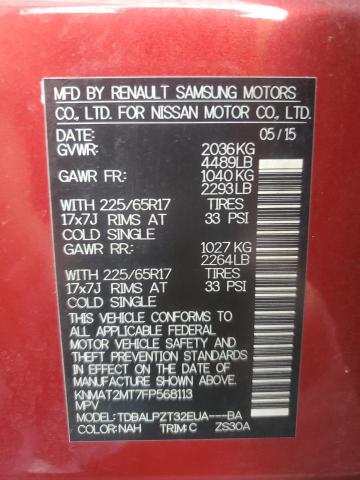 MFD BY RENAULT SAMSUNG MOTORS
CO., LTD. FOR NISSAN MOTOR CO., LTD.
DATE: 05/15
GVWR: 2036KG
4489LB
GAWR FR: 1040KG
2293LB
WITH 225/65R17 TIRES
17x7J RIMS AT 33 PSI
COLD SINGLE
GAWR RR: 1027KG
2264LB
WITH 225/65R17 TIRES
17x7J RIMS AT 33 PSI
COLD SINGLE
THIS VEHICLE CONFORMS TO
ALL APPLICABLE FEDERAL
MOTOR VEHICLE SAFETY AND
THEFT PREVENTION STANDARDS
IN EFFECT ON THE DATE OF
MANUFACTURE SHOWN ABOVE.
KNMAT2MT7FP568113
MPV
MODEL: TDBALPZT32EUA---BA
COLOR:NAH TRIM:C ZS30A